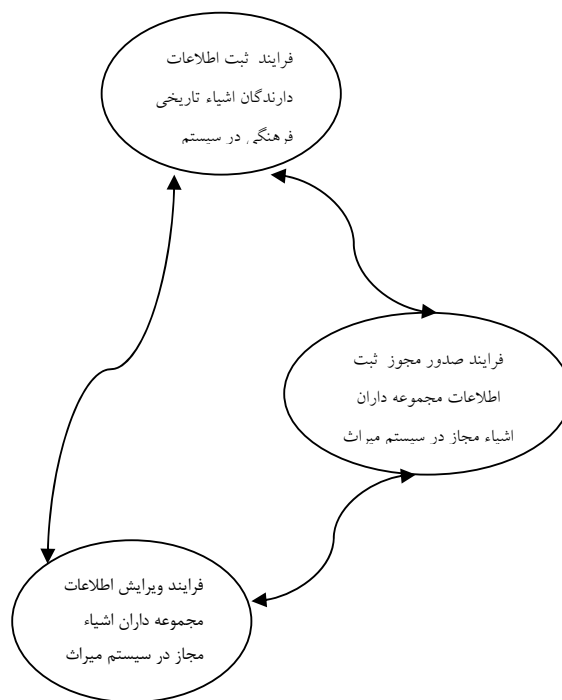 فرایند ثبت اطلاعات
دارندگان اشیاء تاریخی
فرهنگی در سیستم
فرایند صدور مجوز ثبت
اطلاعات مجموعه داران
اشیاء مجاز در سیستم میراث
فرایند ویرایش اطلاعات
مجموعه داران اشیاء
مجاز در سیستم میراث